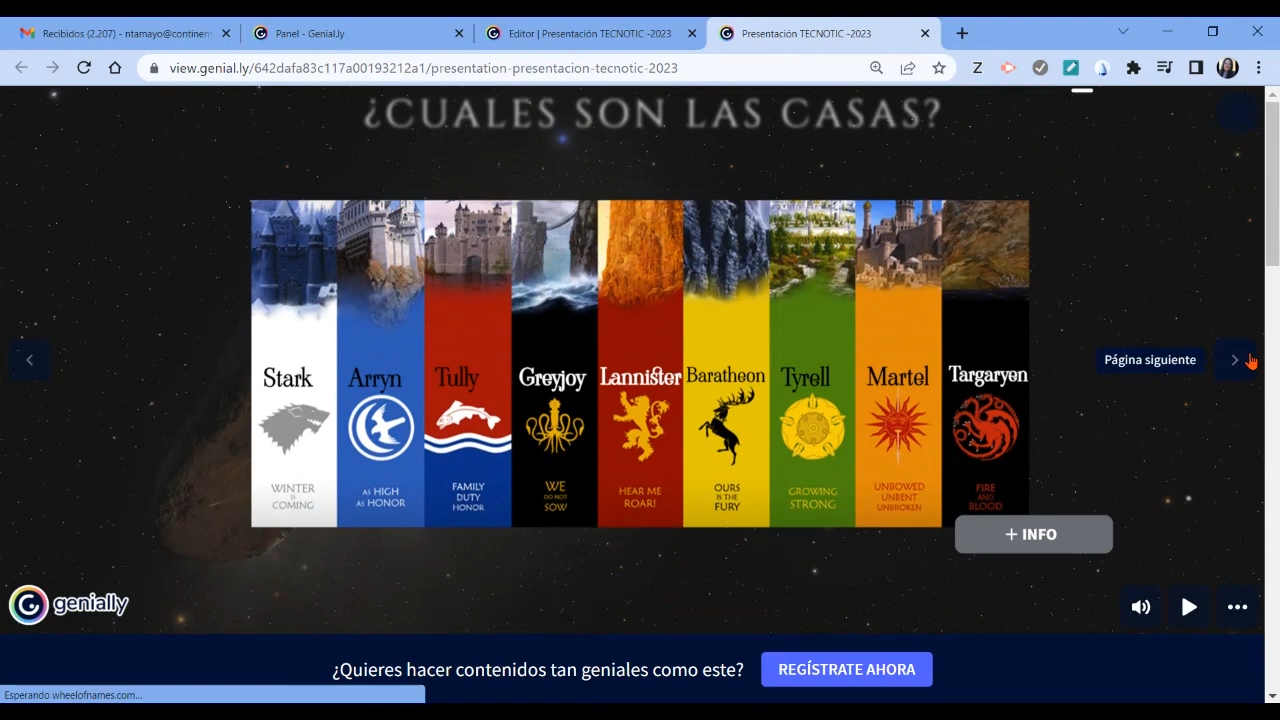 Recibidos (2.207) - ntamayo@continen
Panel - Genial.ly
Editor | Presentación TECNOTIC -2023
Presentación TECNOTIC -2023
view.genial.ly/642dafa83c117a00193212a1/presentation-presentacion-tecnotic-2023
Z
¿CUALES SON LAS CASAS?
Stark
WINTER
IS
COMING
Arryn
AS HIGH
AS HONOR
Tully
FAMILY
DUTY
HONOR
Greyjoy
WE
DO NOT
SOW
Lannister
HEAR ME
ROAR!
Baratheon
OURS
IS THE
FURY
Tyrell
GROWING
STRONG
Martel
UNBOWED
UNBENT
UNBROKEN
Targaryen
FIRE
AND
BLOOD
Página siguiente
+ INFO
genially
¿Quieres hacer contenidos tan geniales como este?
REGÍSTRATE AHORA
Esperando wheelofnames.com...